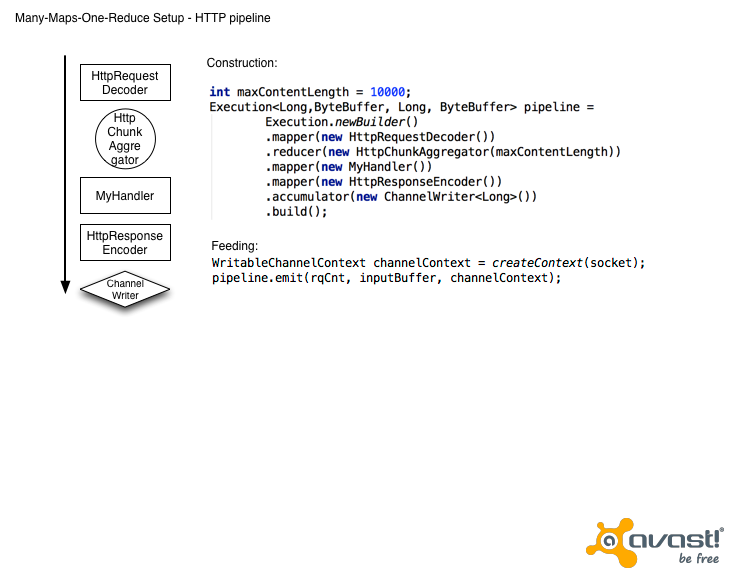 Many-Maps-One-Reduce Setup - HTTP pipeline
HttpRequest
Decoder
Http
Chunk
Aggre
gator
MyHandler
HttpResponse
Encoder
Channel
Writer
Construction:
int maxContentLength = 10000;
Execution<Long,ByteBuffer, Long, ByteBuffer> pipeline =
Execution.newBuilder()
.mapper(new HttpRequestDecoder())
.reducer(new HttpChunkAggregator(maxContentLength))
.mapper(new MyHandler())
.mapper(new HttpResponseEncoder())
.accumulator(new ChannelWriter<Long>())
.build();
Feeding:
WritableChannelContext channelContext = createContext(socket);
pipeline.emit(rqCnt, inputBuffer, channelContext);
a avast!®
be free